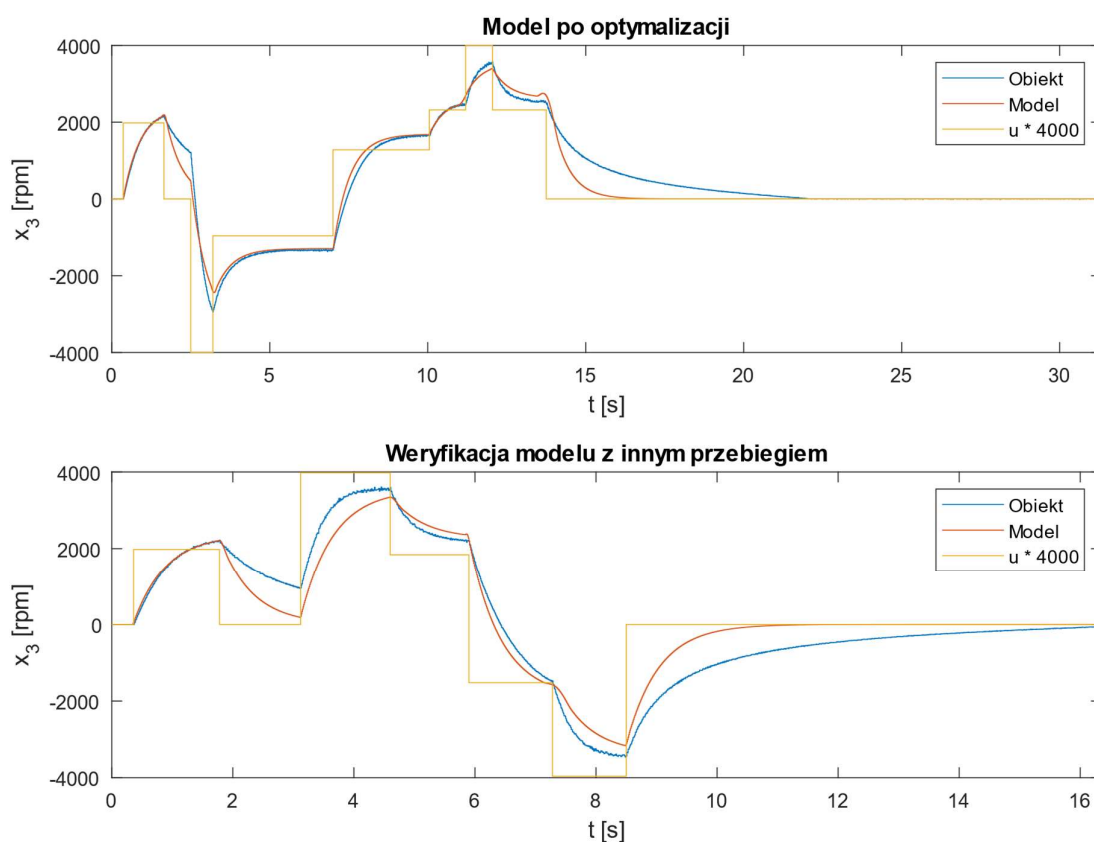 Model po optymalizacji
4000
2000
0
-2000
-4000
x3 [rpm]
Obiekt
Model
u * 4000
0 5 10 15 20 25 30
t [s]
Weryfikacja modelu z innym przebiegiem
4000
2000
0
-2000
-4000
x3 [rpm]
Obiekt
Model
u * 4000
0 2 4 6 8 10 12 14 16
t [s]